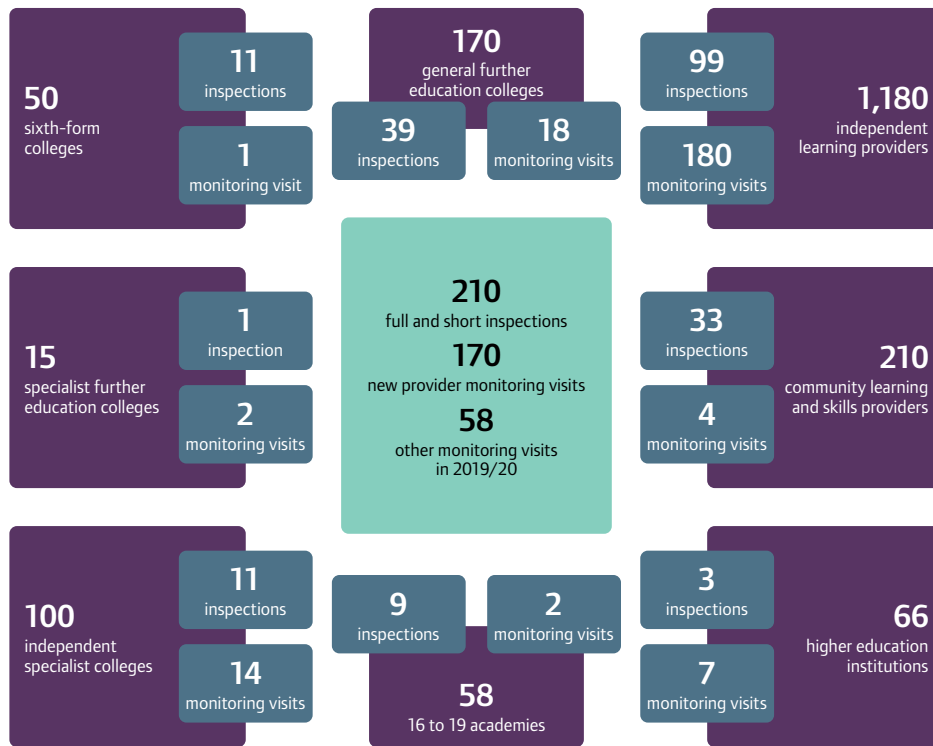 50
sixth-form
colleges
11
inspections
1
monitoring visit
170
general further
education colleges
39
inspections
18
monitoring visits
99
inspections
180
monitoring visits
1,180
independent
learning providers
15
specialist further
education colleges
1
inspection
2
monitoring visits
210
full and short inspections
170
new provider monitoring visits
58
other monitoring visits
in 2019/20
33
inspections
4
monitoring visits
210
community learning
and skills providers
100
independent
specialist colleges
11
inspections
14
monitoring visits
9
inspections
2
monitoring visits
58
16 to 19 academies
3
inspections
7
monitoring visits
66
higher education
institutions